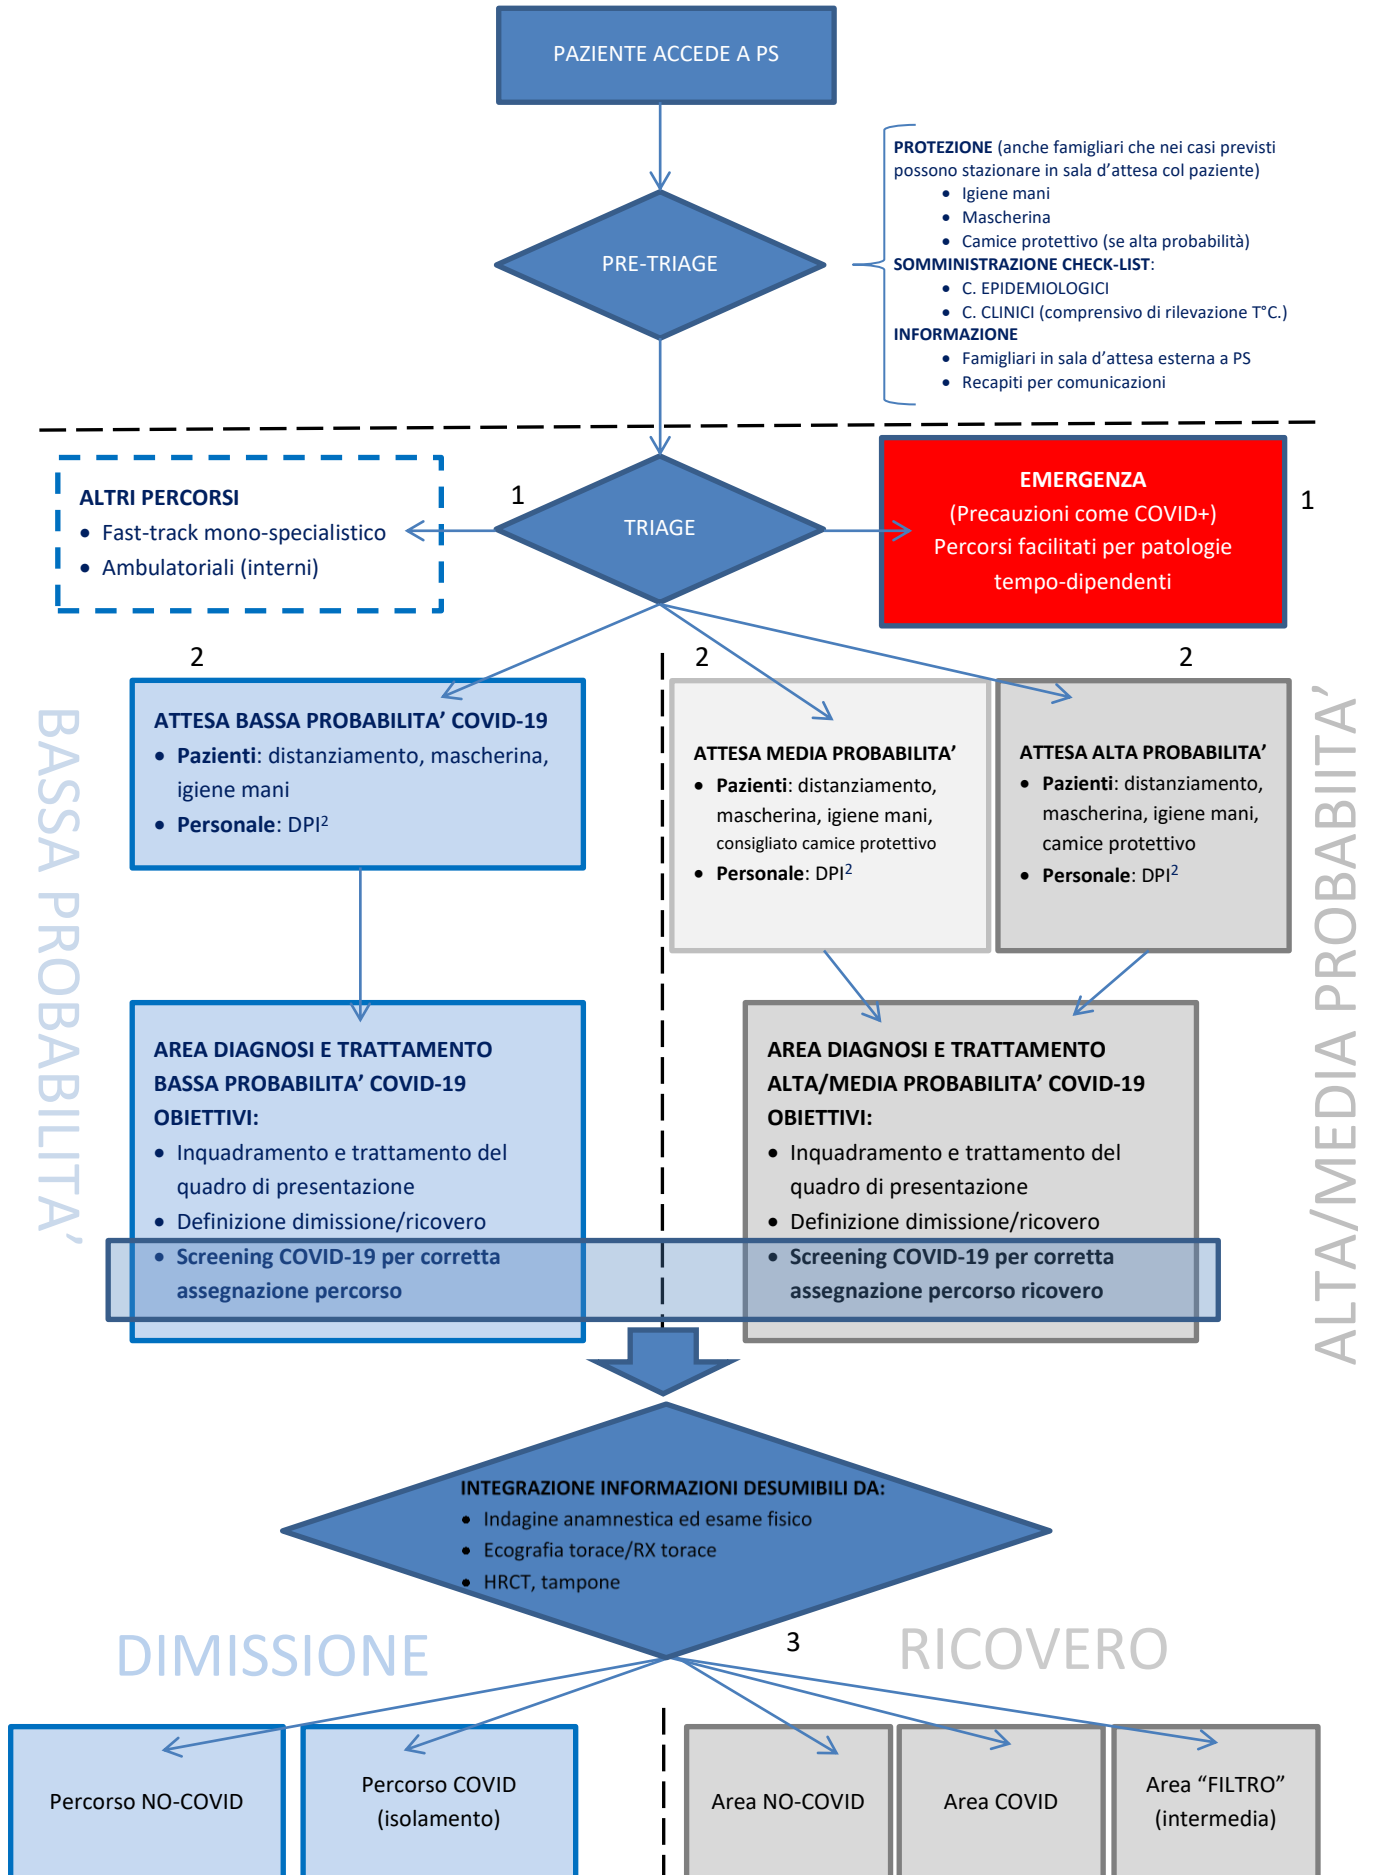 PAZIENTE ACCEDE A PS
PROTEZIONE (anche famigliari che nei casi previsti
possono stazionare in sala d'attesa col paziente)
• Igiene mani
• Mascherina
• Camice protettivo (se alta probabilità)
SOMMINISTRAZIONE CHECK-LIST:
• C. EPIDEMIOLOGICI
• C. CLINICI (comprensivo di rilevazione T°C.)
INFORMAZIONE
• Famigliari in sala d'attesa esterna a PS
• Recapiti per comunicazioni
PRE-TRIAGE
ALTRI PERCORSI
• Fast-track mono-specialistico
• Ambulatoriali (interni)
1
TRIAGE
EMERGENZA
(Precauzioni come COVID+)
Percorsi facilitati per patologie
tempo-dipendenti
1
2
2
2
BASSA PROBABILITA'
ATTESA BASSA PROBABILITA' COVID-19
• Pazienti: distanziamento, mascherina,
igiene mani
• Personale: DPI²
ATTESA MEDIA PROBABILITA'
• Pazienti: distanziamento,
mascherina, igiene mani,
consigliato camice protettivo
• Personale: DPI²
ATTESA ALTA PROBABILITA'
• Pazienti: distanziamento,
mascherina, igiene mani,
camice protettivo
• Personale: DPI²
ALTA/MEDIA PROBABIITA'
AREA DIAGNOSI E TRATTAMENTO
BASSA PROBABILITA' COVID-19
OBIETTIVI:
• Inquadramento e trattamento del
quadro di presentazione
• Definizione dimissione/ricovero
• Screening COVID-19 per corretta
assegnazione percorso
AREA DIAGNOSI E TRATTAMENTO
ALTA/MEDIA PROBABILITA' COVID-19
OBIETTIVI:
• Inquadramento e trattamento del
quadro di presentazione
• Definizione dimissione/ricovero
• Screening COVID-19 per corretta
assegnazione percorso ricovero
INTEGRAZIONE INFORMAZIONI DESUMIBILI DA:
• Indagine anamnestica ed esame fisico
• Ecografia torace/RX torace
• HRCT, tampone
3
DIMISSIONE
RICOVERO
Percorso NO-COVID
Percorso COVID
(isolamento)
Area NO-COVID
Area COVID
Area "FILTRO"
(intermedia)